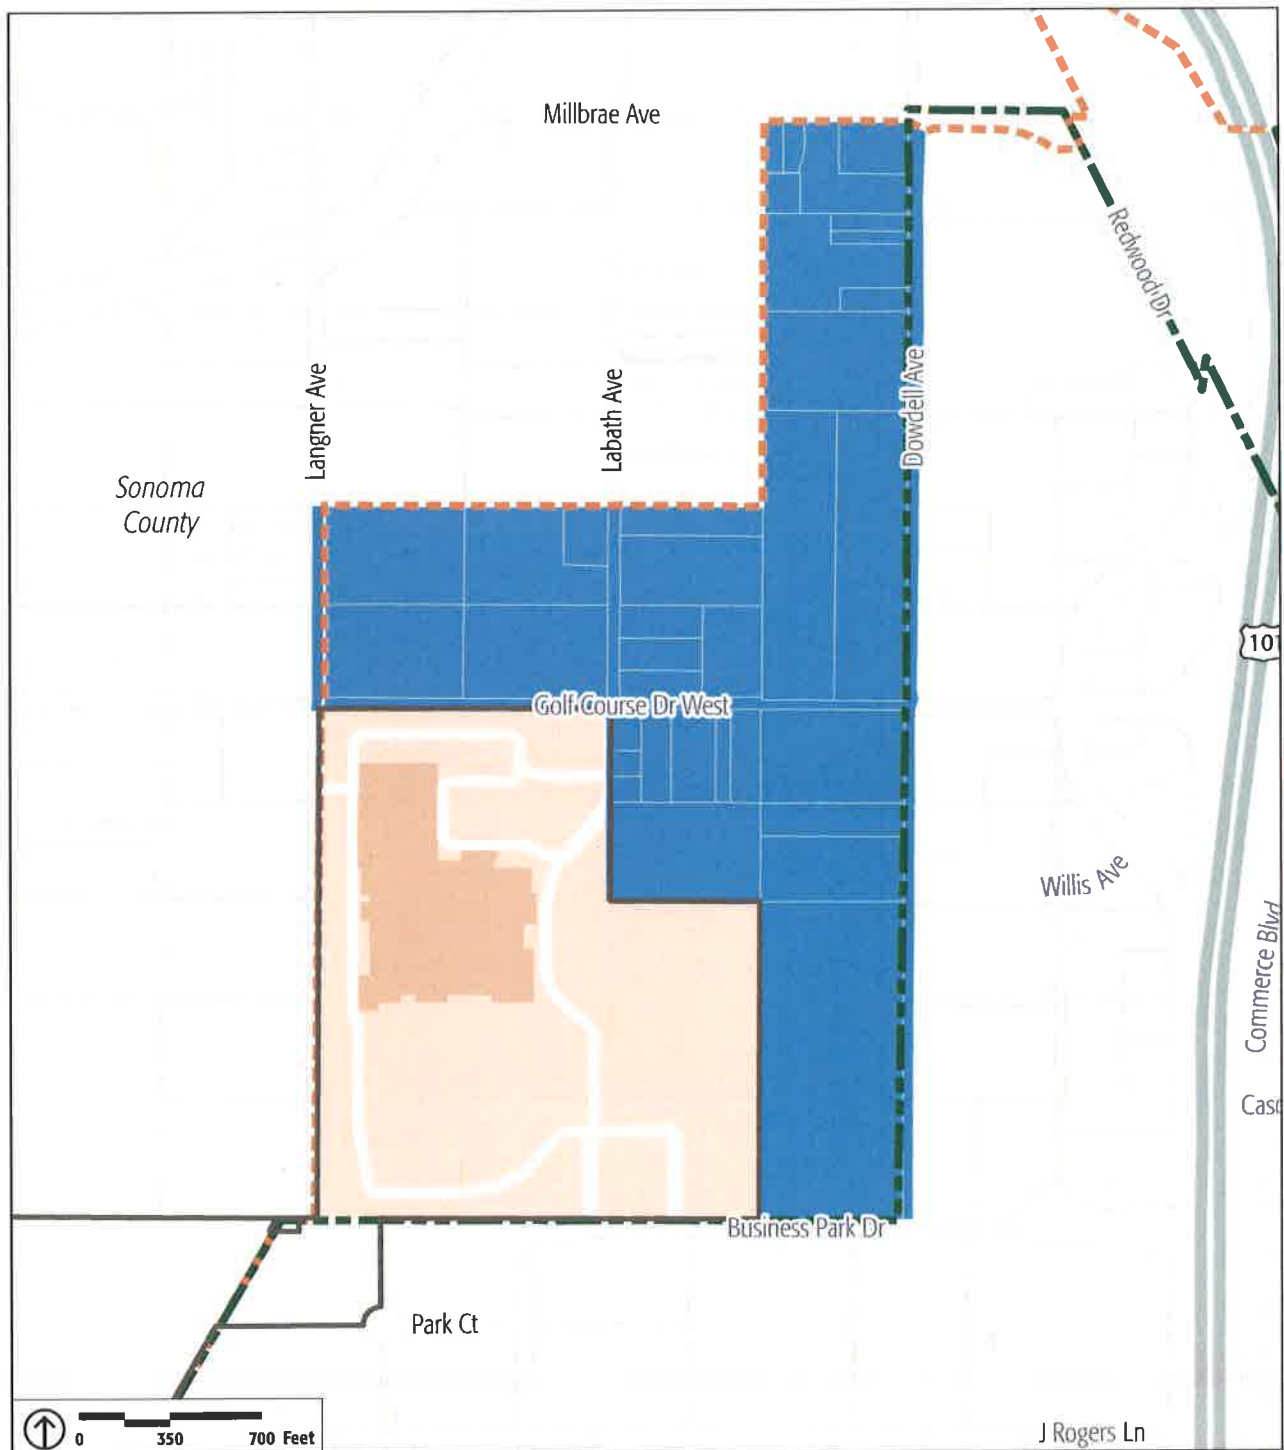 Millbrae Ave
Redwood Dr
Langner Ave
Labath Ave
Dowdell Ave
Sonoma
County
101
Golf Course Dr West
Willis Ave
Commerce Blvd
Casc
Business Park Dr
Park Ct
0 350 700 Feet
J Rogers Ln